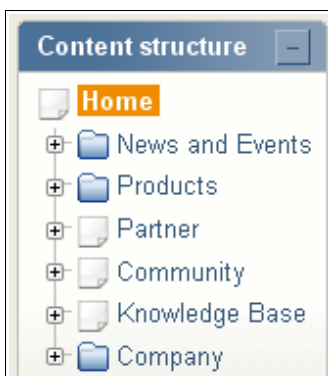 Content structure
Home
News and Events
Products
Partner
Community
Knowledge Base
Company